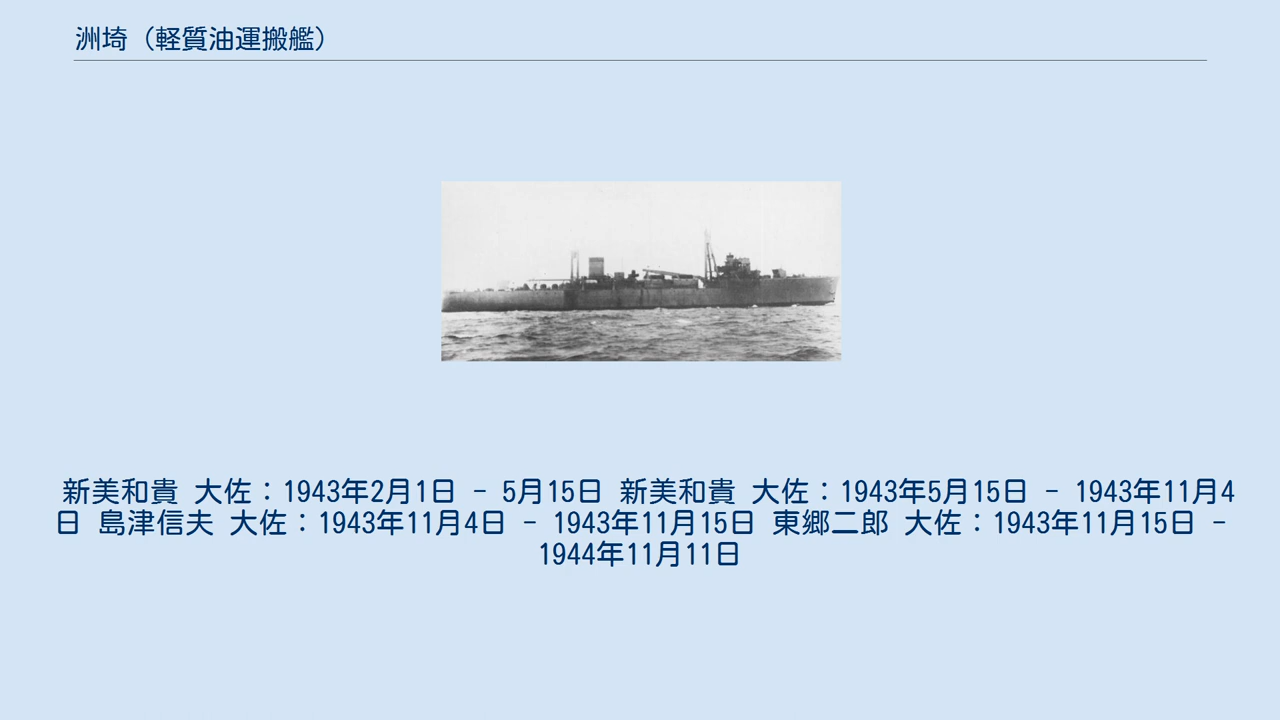 洲埼（軽質油運搬艦）
新美和貴 大佐：1943年2月1日 - 5月15日 新美和貴 大佐：1943年5月15日 - 1943年11月4
日 島津信夫 大佐：1943年11月4日 - 1943年11月15日 東郷二郎 大佐：1943年11月15日 -
1944年11月11日